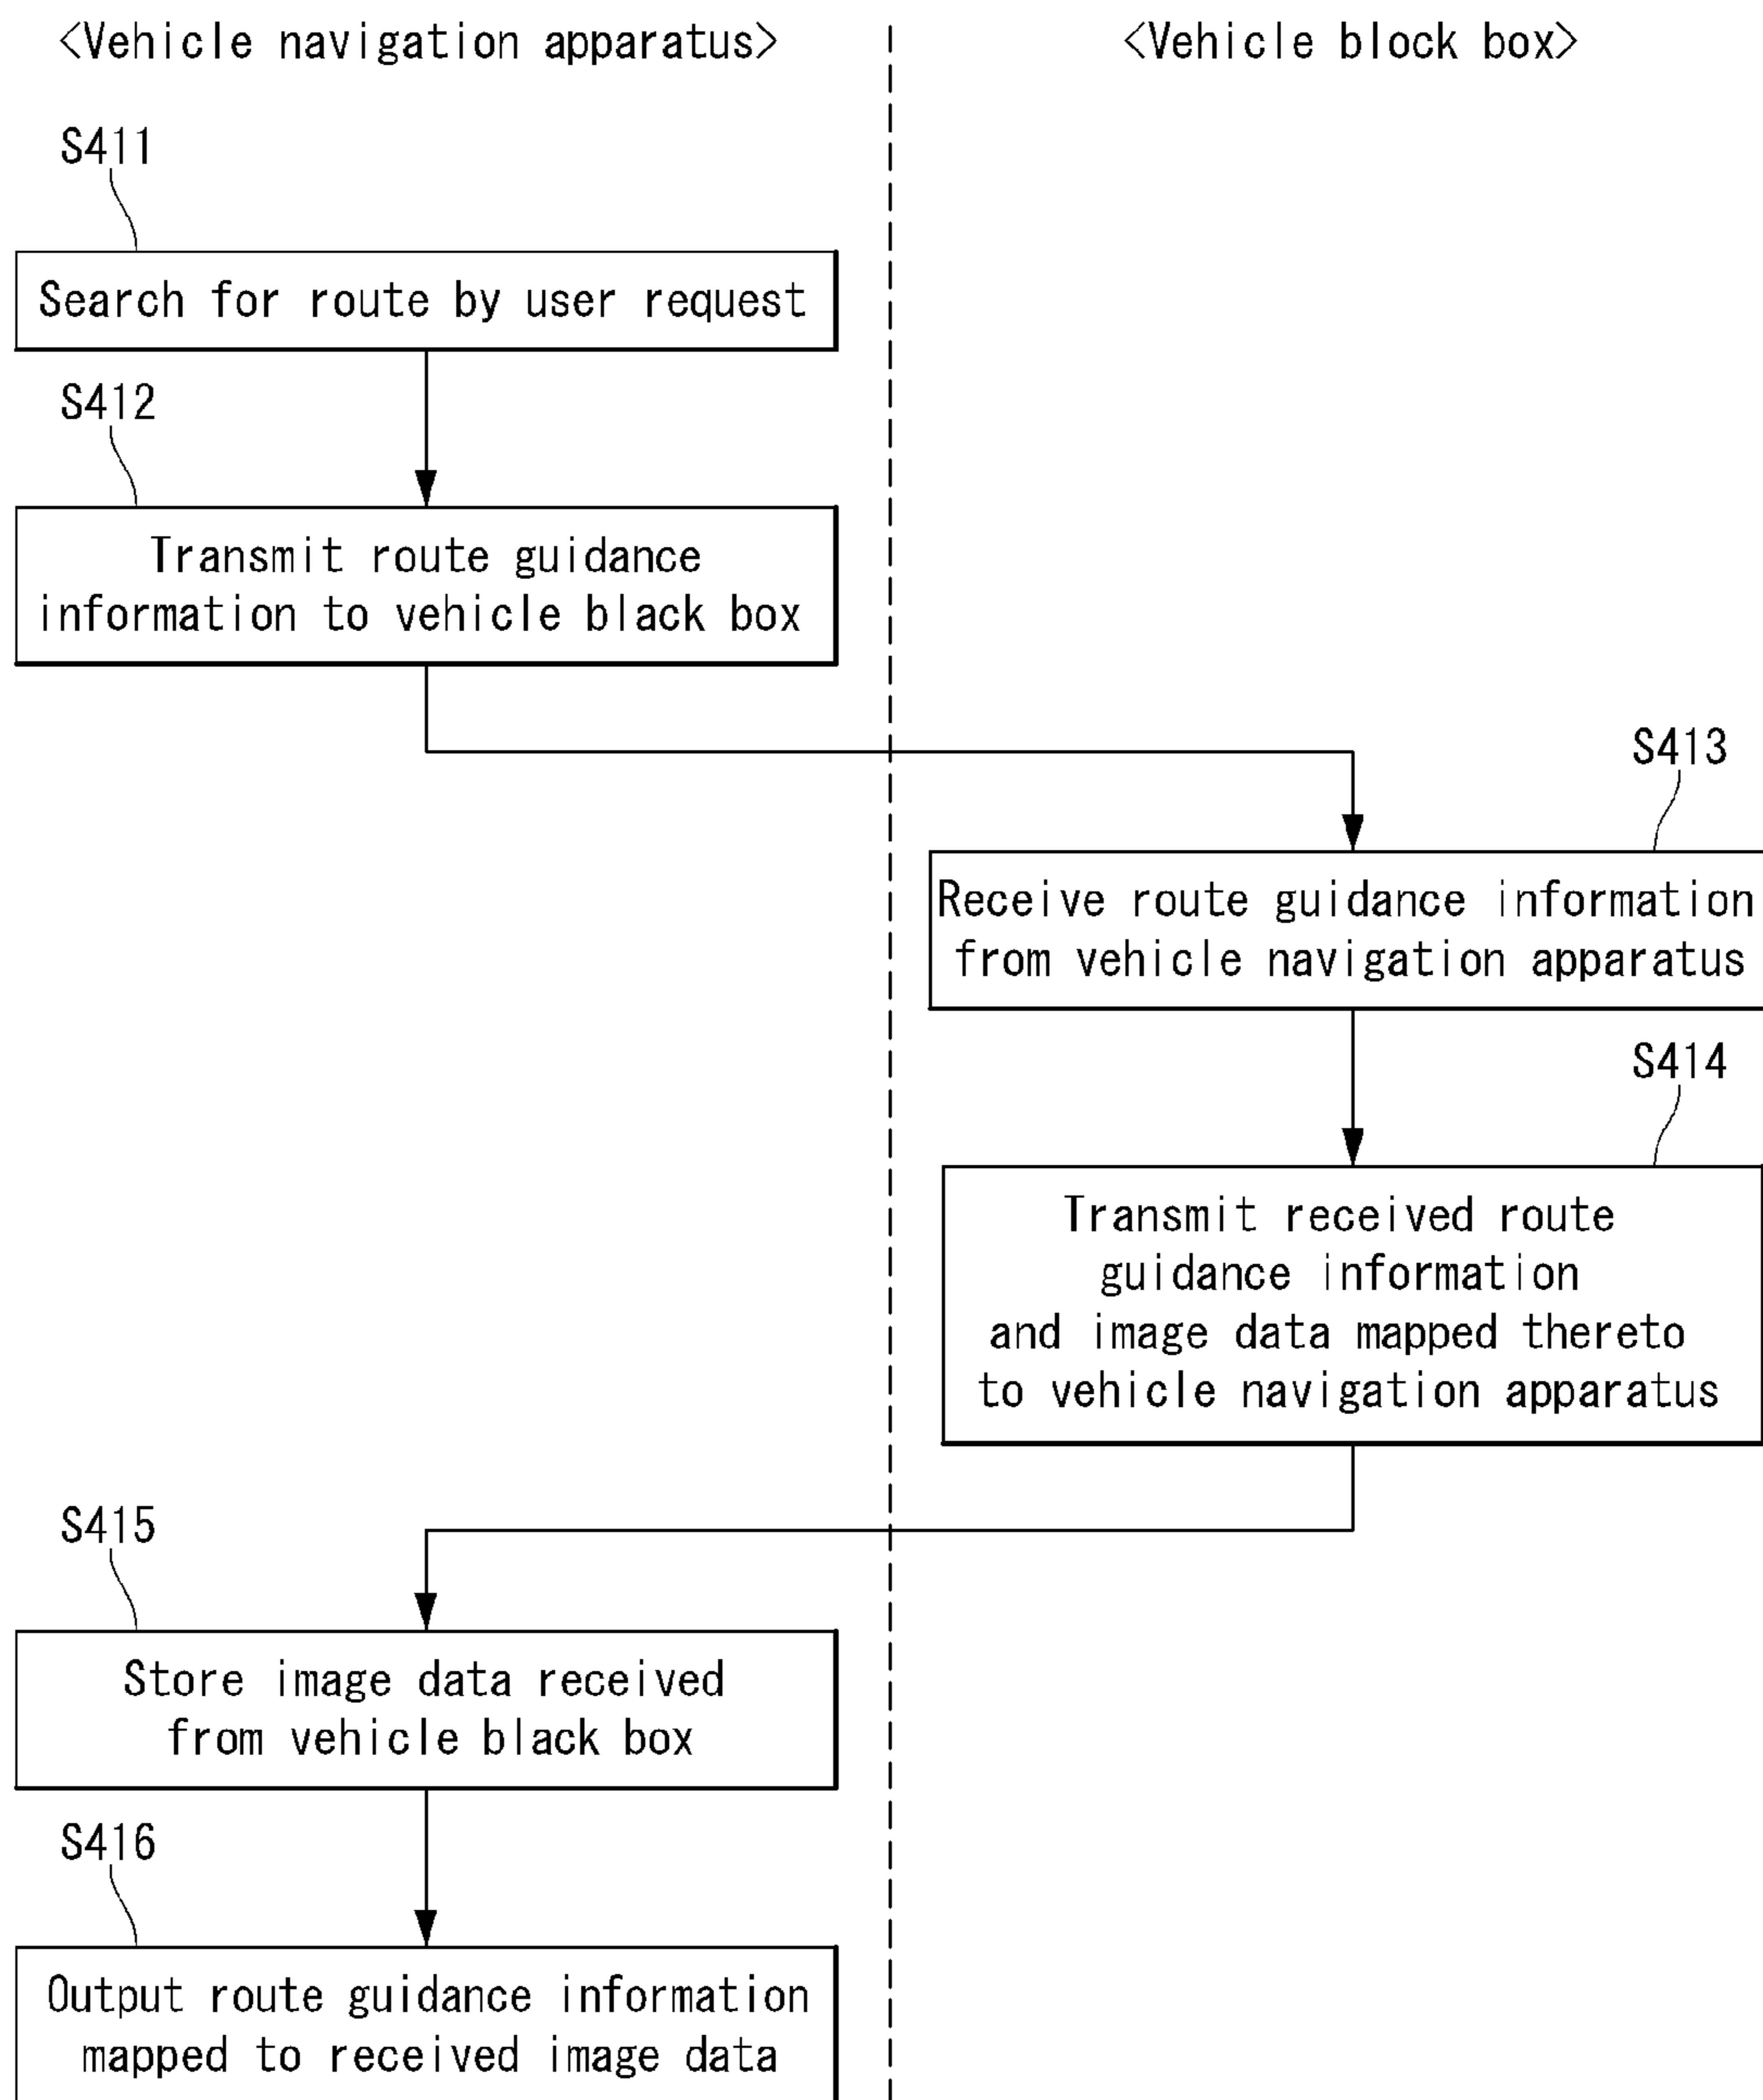 <Vehicle navigation apparatus>
<Vehicle block box>
S411
Search for route by user request
S412
Transmit route guidance
information to vehicle black box
S413
Receive route guidance information
from vehicle navigation apparatus
S414
Transmit received route
guidance information
and image data mapped thereto
to vehicle navigation apparatus
S415
Store image data received
from vehicle black box
S416
Output route guidance information
mapped to received image data